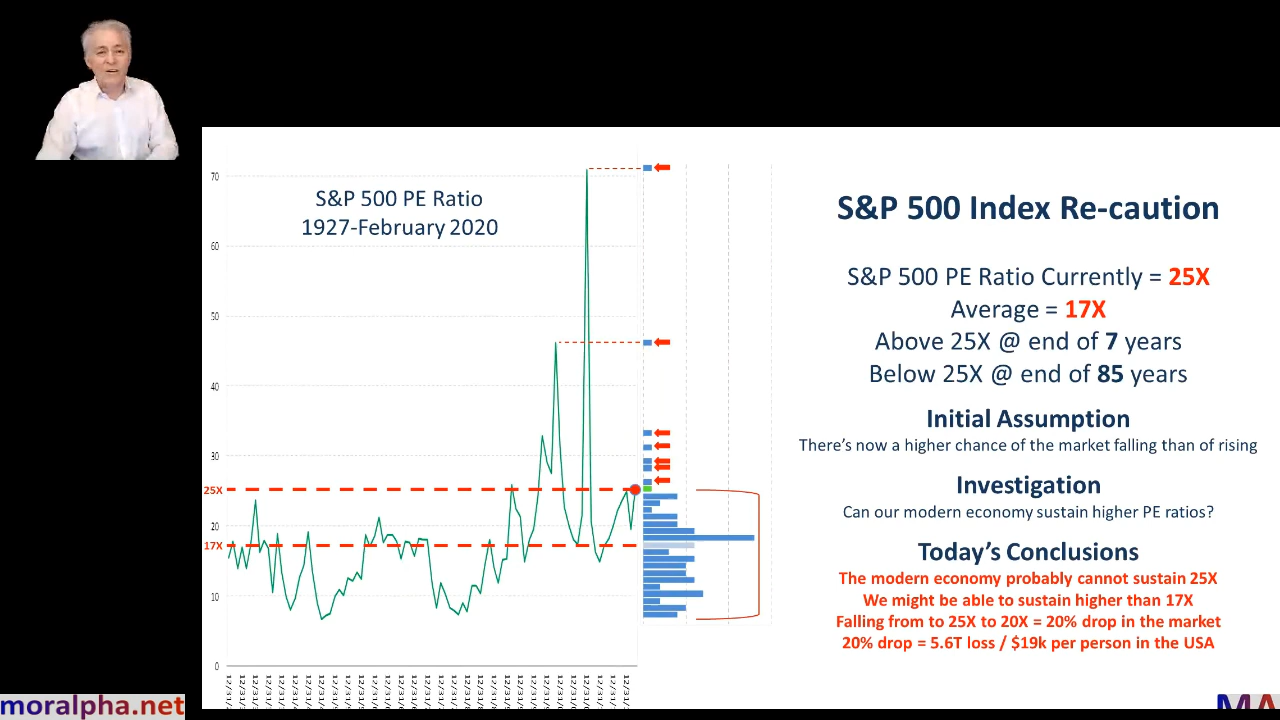 S&P 500 PE Ratio
1927-February 2020
70
60
50
40
30
25X
20
17X
10
0
S&P 500 Index Re-caution
S&P 500 PE Ratio Currently = 25X
Average = 17X
Above 25X @ end of 7 years
Below 25X @ end of 85 years
Initial Assumption
There's now a higher chance of the market falling than of rising
Investigation
Can our modern economy sustain higher PE ratios?
Today's Conclusions
The modern economy probably cannot sustain 25X
We might be able to sustain higher than 17X
Falling from to 25X to 20X = 20% drop in the market
20% drop = 5.6T loss / $19k per person in the USA
moralpha.net
MA